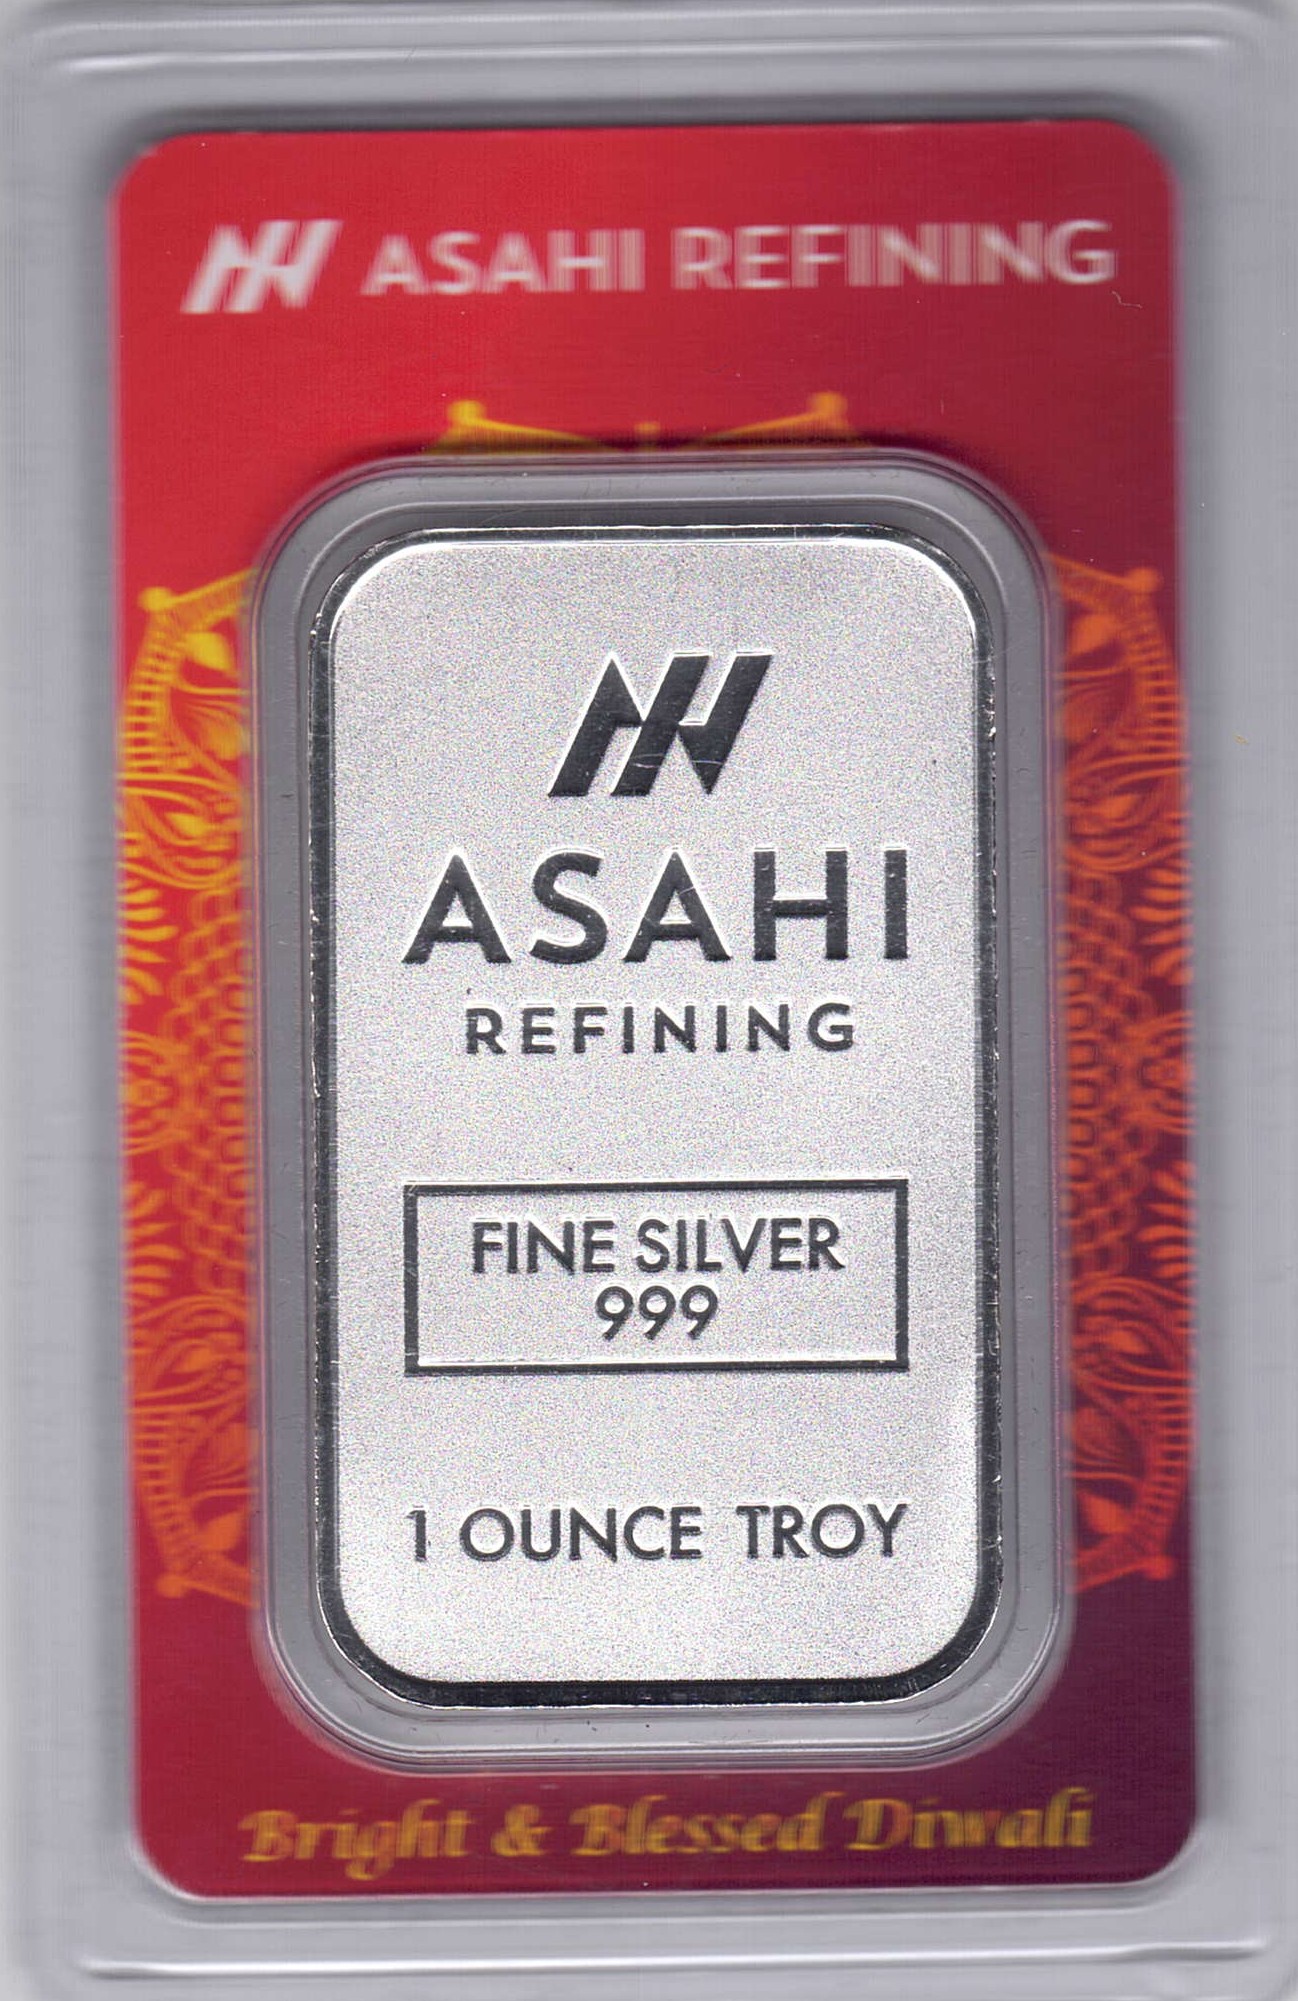 ASAHI REFINING
ASAHI
REFINING
FINE SILVER
999
1 OUNCE TROY
Bright & Blessed Diwali